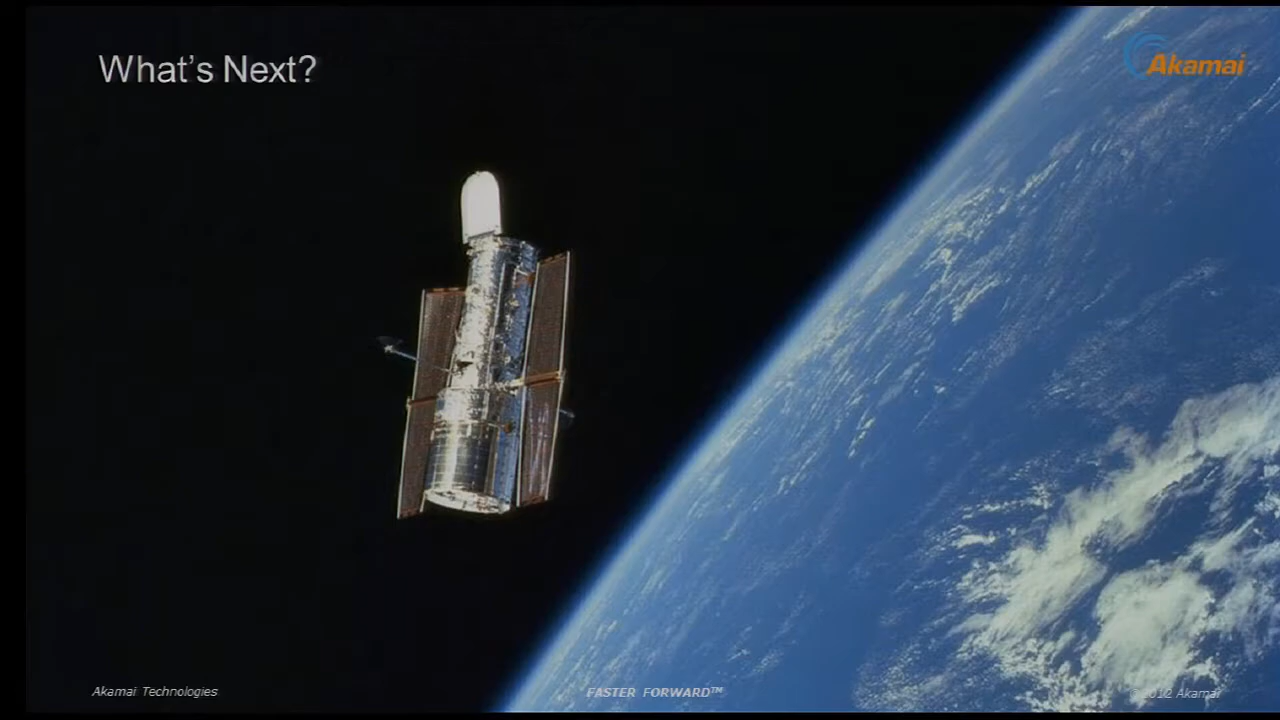 What's Next?
Akamai
Akamai Technologies
FASTER FORWARD™
© 2012 Akamai